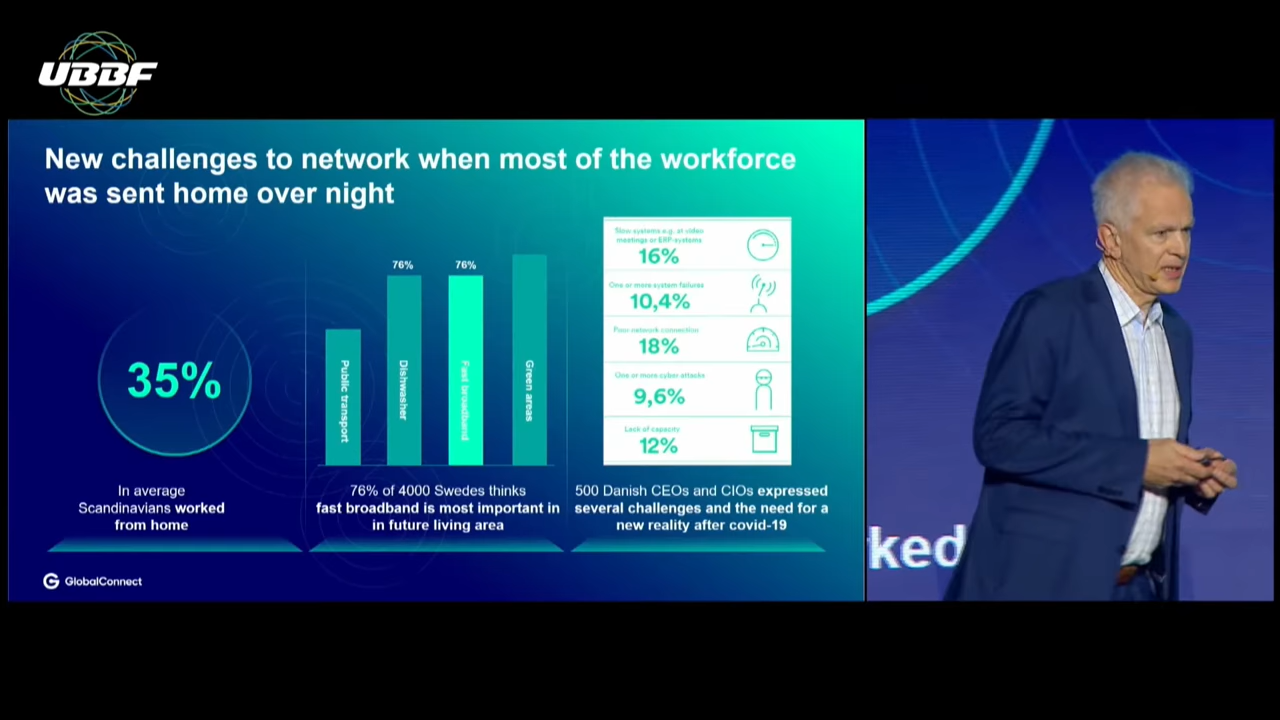 UBBF
New challenges to network when most of the workforce
was sent home over night
35%
In average
Scandinavians worked
from home
76%
76%
Public transport
Dishwasher
Fast broadband
Green areas
76% of 4000 Swedes thinks
fast broadband is most important in
in future living area
Slow systems e.g. at video
meetings or ERP-systems
16%
One or more system failures
10,4%
Poor network connection
18%
One or more cyber attacks
9,6%
Lack of capacity
12%
500 Danish CEOs and CIOs expressed
several challenges and the need for a
new reality after covid-19
GlobalConnect
ked